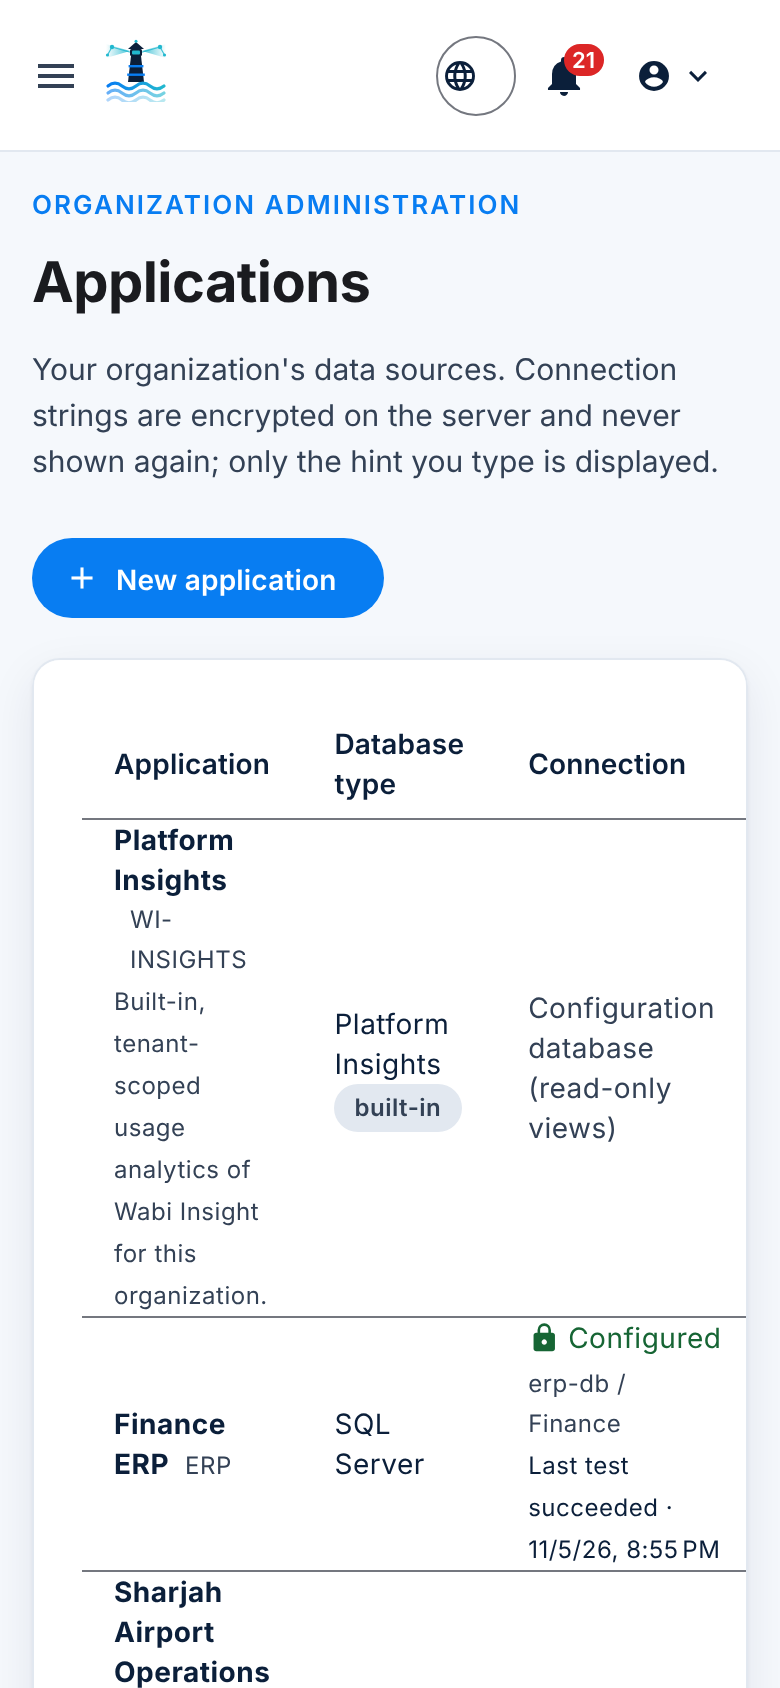 21
ORGANIZATION ADMINISTRATION
Applications
Your organization's data sources. Connection
strings are encrypted on the server and never
shown again; only the hint you type is displayed.
+ New application
Application
Database
type
Connection
Platform
Insights
WI-
INSIGHTS
Built-in,
tenant-
scoped
usage
analytics of
Wabi Insight
for this
organization.
Platform
Insights
built-in
Configuration
database
(read-only
views)
Finance
ERP ERP
SQL
Server
Configured
erp-db /
Finance
Last test
succeeded ·
11/5/26, 8:55 PM
Sharjah
Airport
Operations